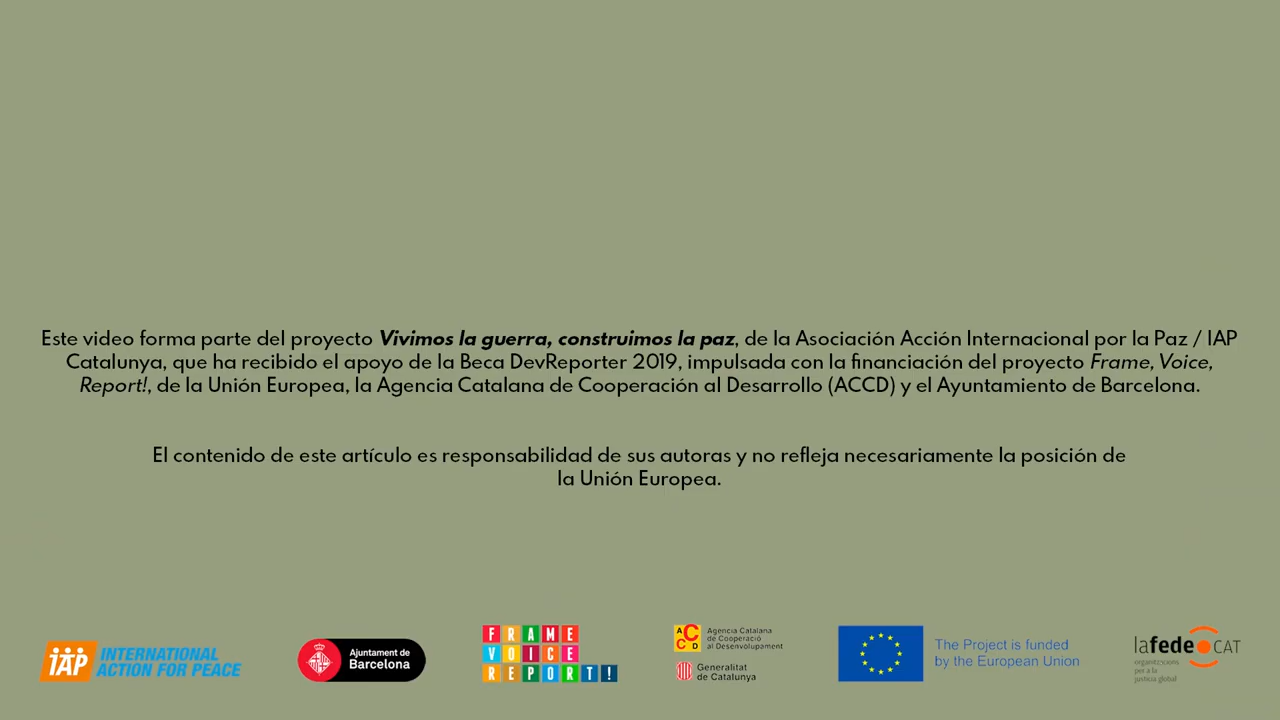 Este video forma parte del proyecto Vivimos la guerra, construimos la paz, de la Asociación Acción Internacional por la Paz / IAP
Catalunya, que ha recibido el apoyo de la Beca DevReporter 2019, impulsada con la financiación del proyecto Frame, Voice,
Report!, de la Unión Europea, la Agencia Catalana de Cooperación al Desarrollo (ACCD) y el Ayuntamiento de Barcelona.
El contenido de este artículo es responsabilidad de sus autoras y no refleja necesariamente la posición de
la Unión Europea.
iAP INTERNATIONAL
ACTION FOR PEACE
Ajuntament de
Barcelona
FRAME
VOICE
REPORT!
ACCD
Agencia Catalana
de Cooperació
al Desenvolupament
Generalitat
de Catalunya
The Project is funded
by the European Union
lafede CAT
organitzacions
per a la
justícia global